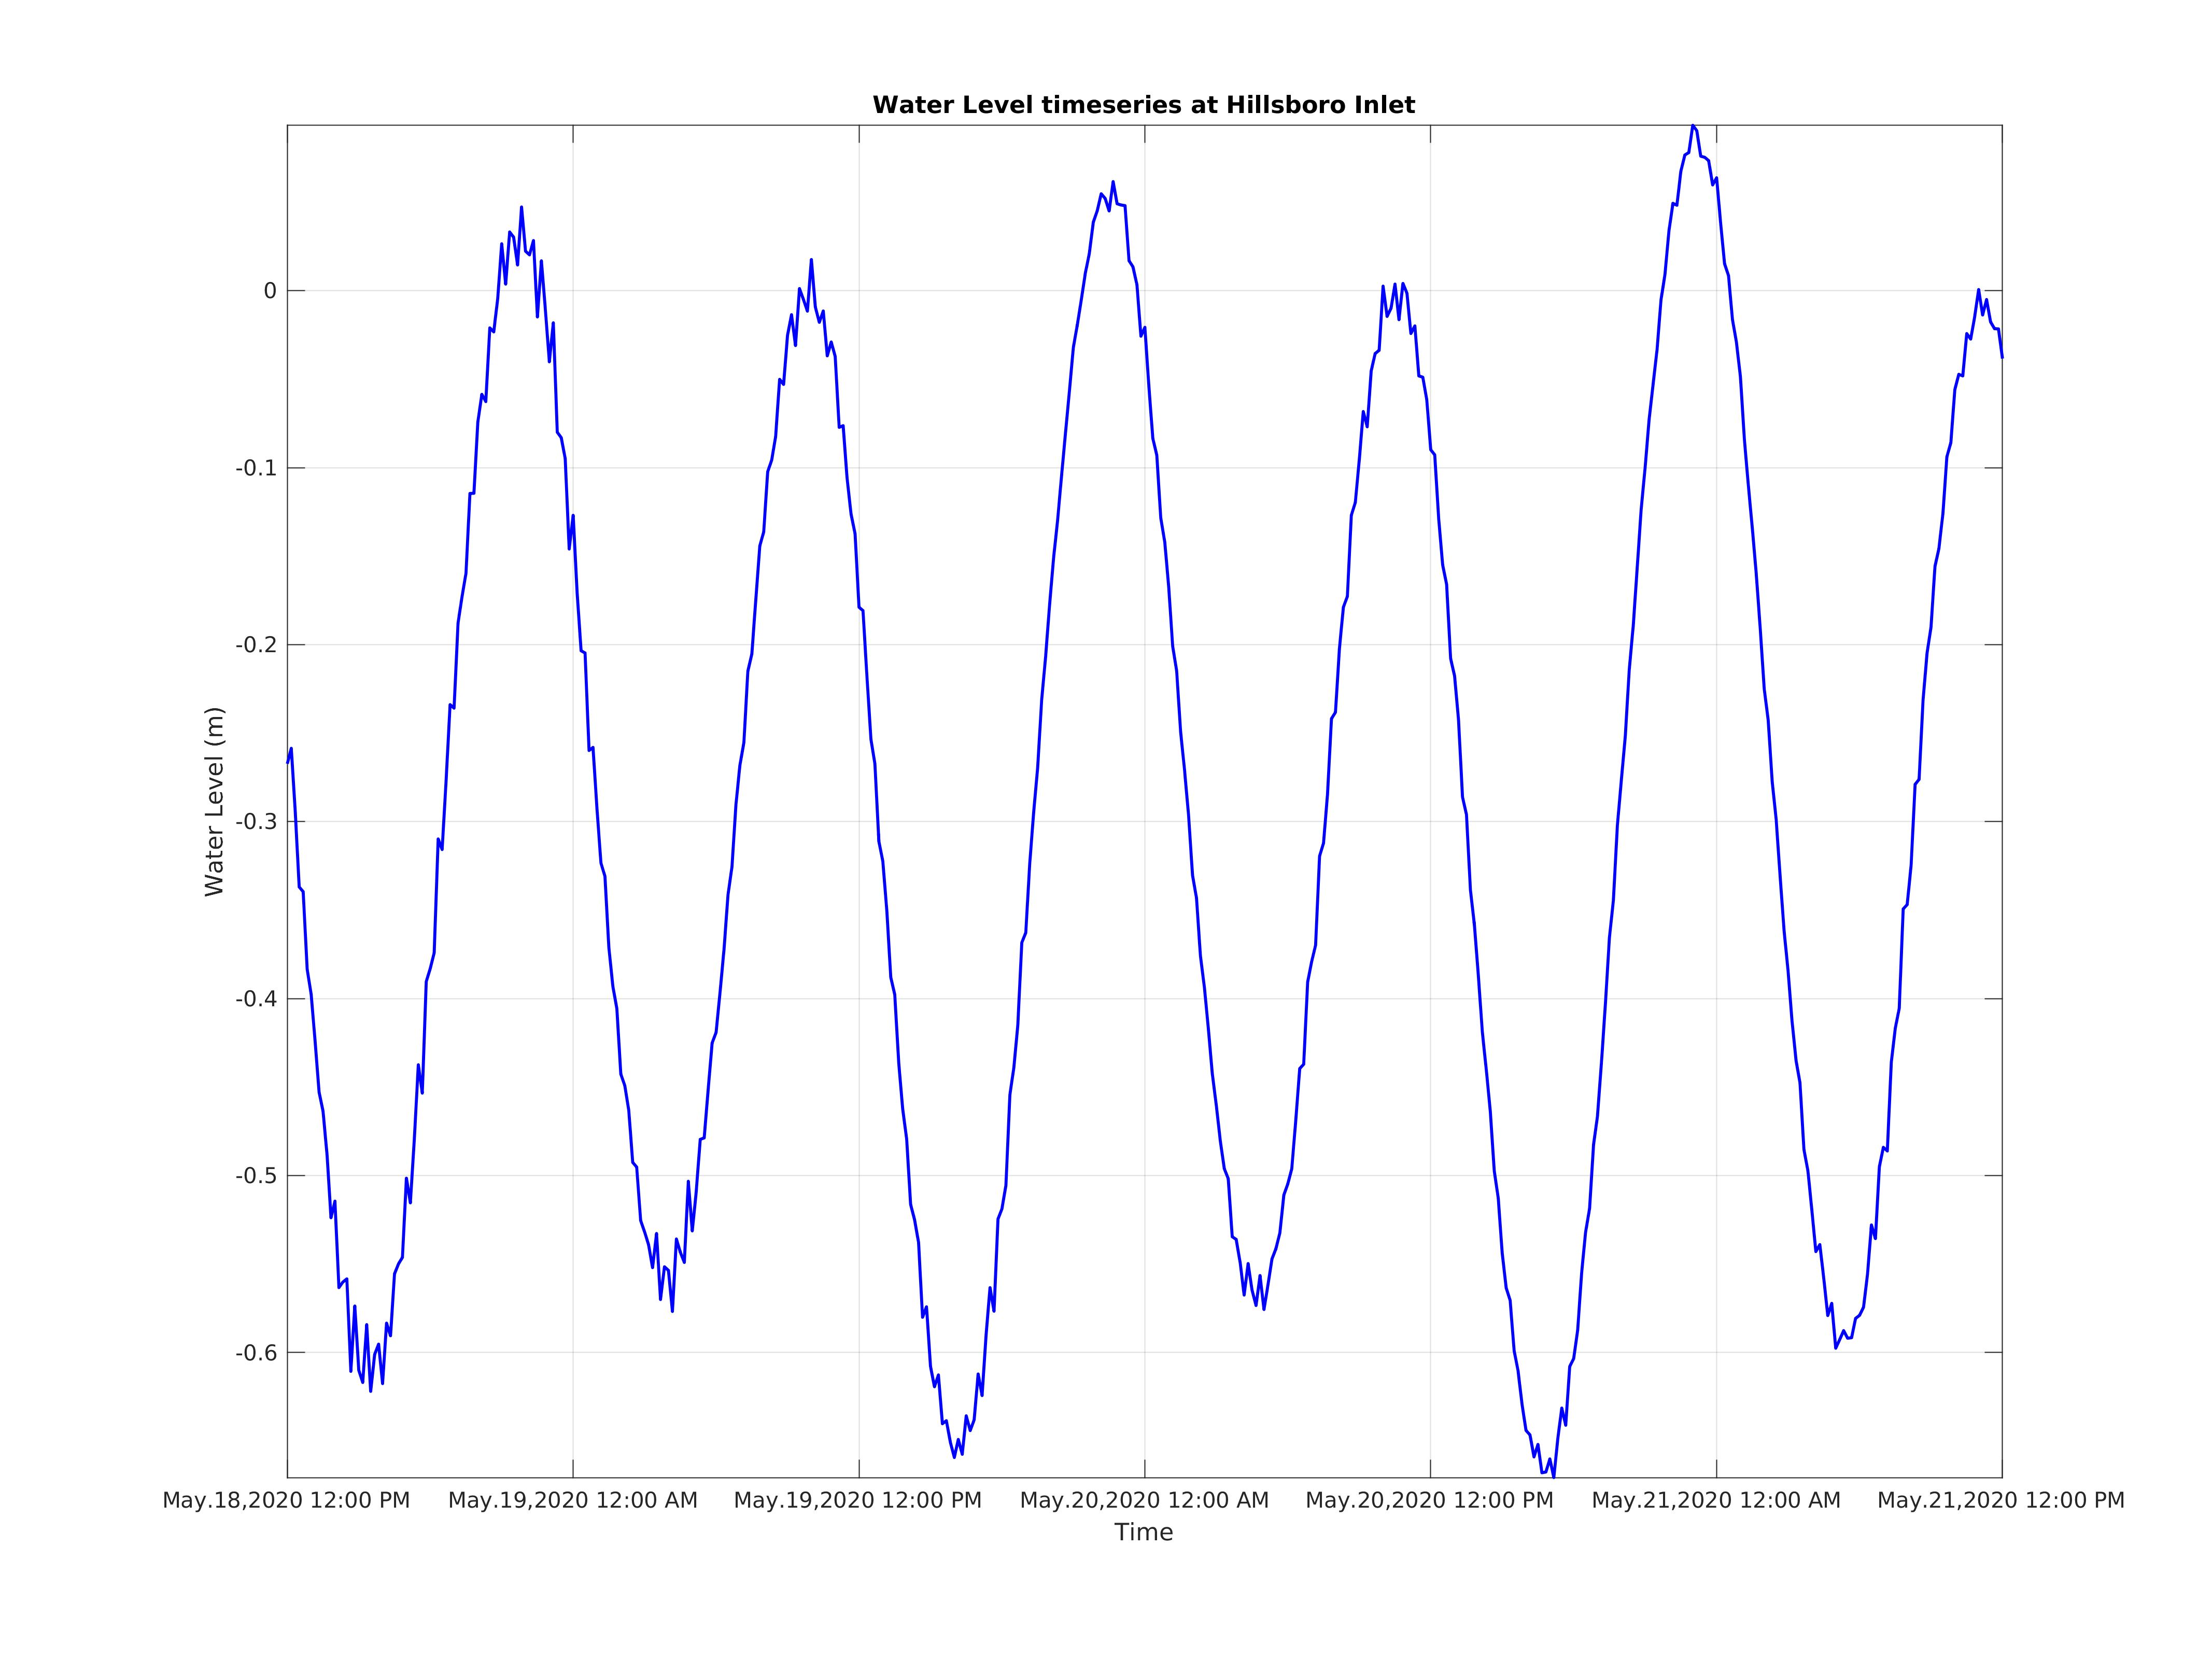 Water Level timeseries at Hillsboro Inlet
0
-0.1
-0.2
-0.3
-0.4
-0.5
-0.6
Water Level (m)
May.18,2020 12:00 PM May.19,2020 12:00 AM May.19,2020 12:00 PM May.20,2020 12:00 AM May.20,2020 12:00 PM May.21,2020 12:00 AM May.21,2020 12:00 PM
Time